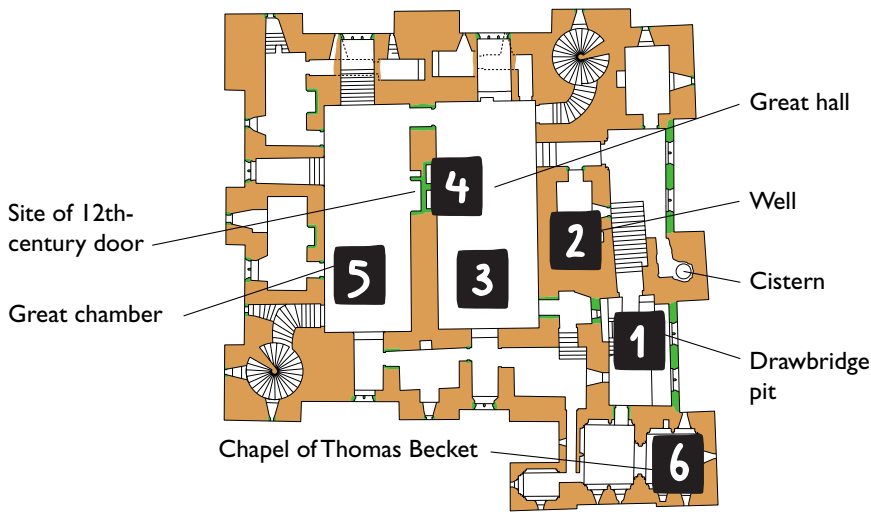 Great hall
4
Well
Site of 12th-
century door
2
5
3
Cistern
Great chamber
1
Drawbridge
pit
Chapel of Thomas Becket
6